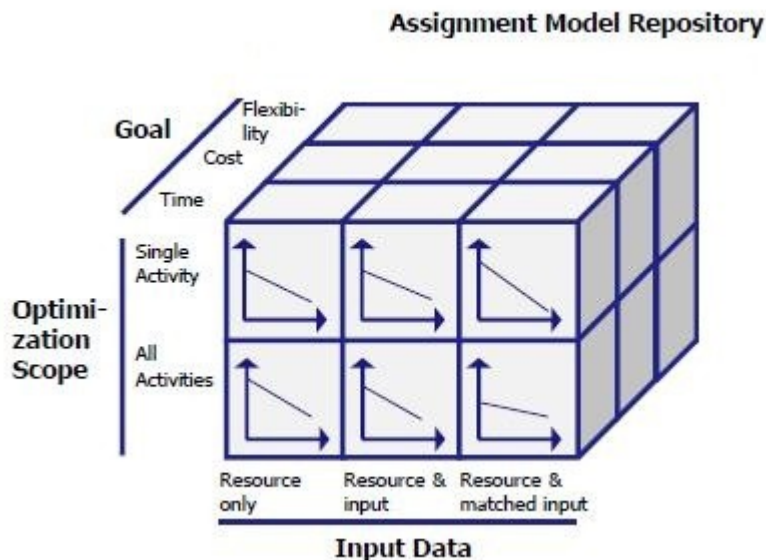 Assignment Model Repository
Goal
Flexibi-
lity
Cost
Time
Optimi-
zation
Scope
Single
Activity
All
Activities
Resource
only
Resource &
input
Resource &
matched input
Input Data